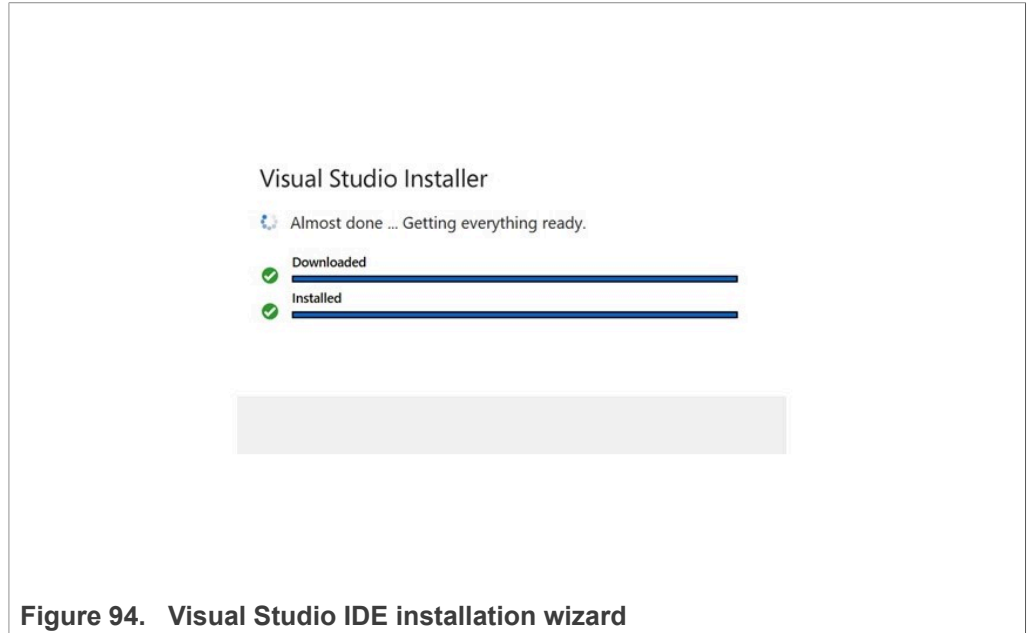 Visual Studio Installer
Almost done ... Getting everything ready.
Downloaded
Installed
Figure 94. Visual Studio IDE installation wizard